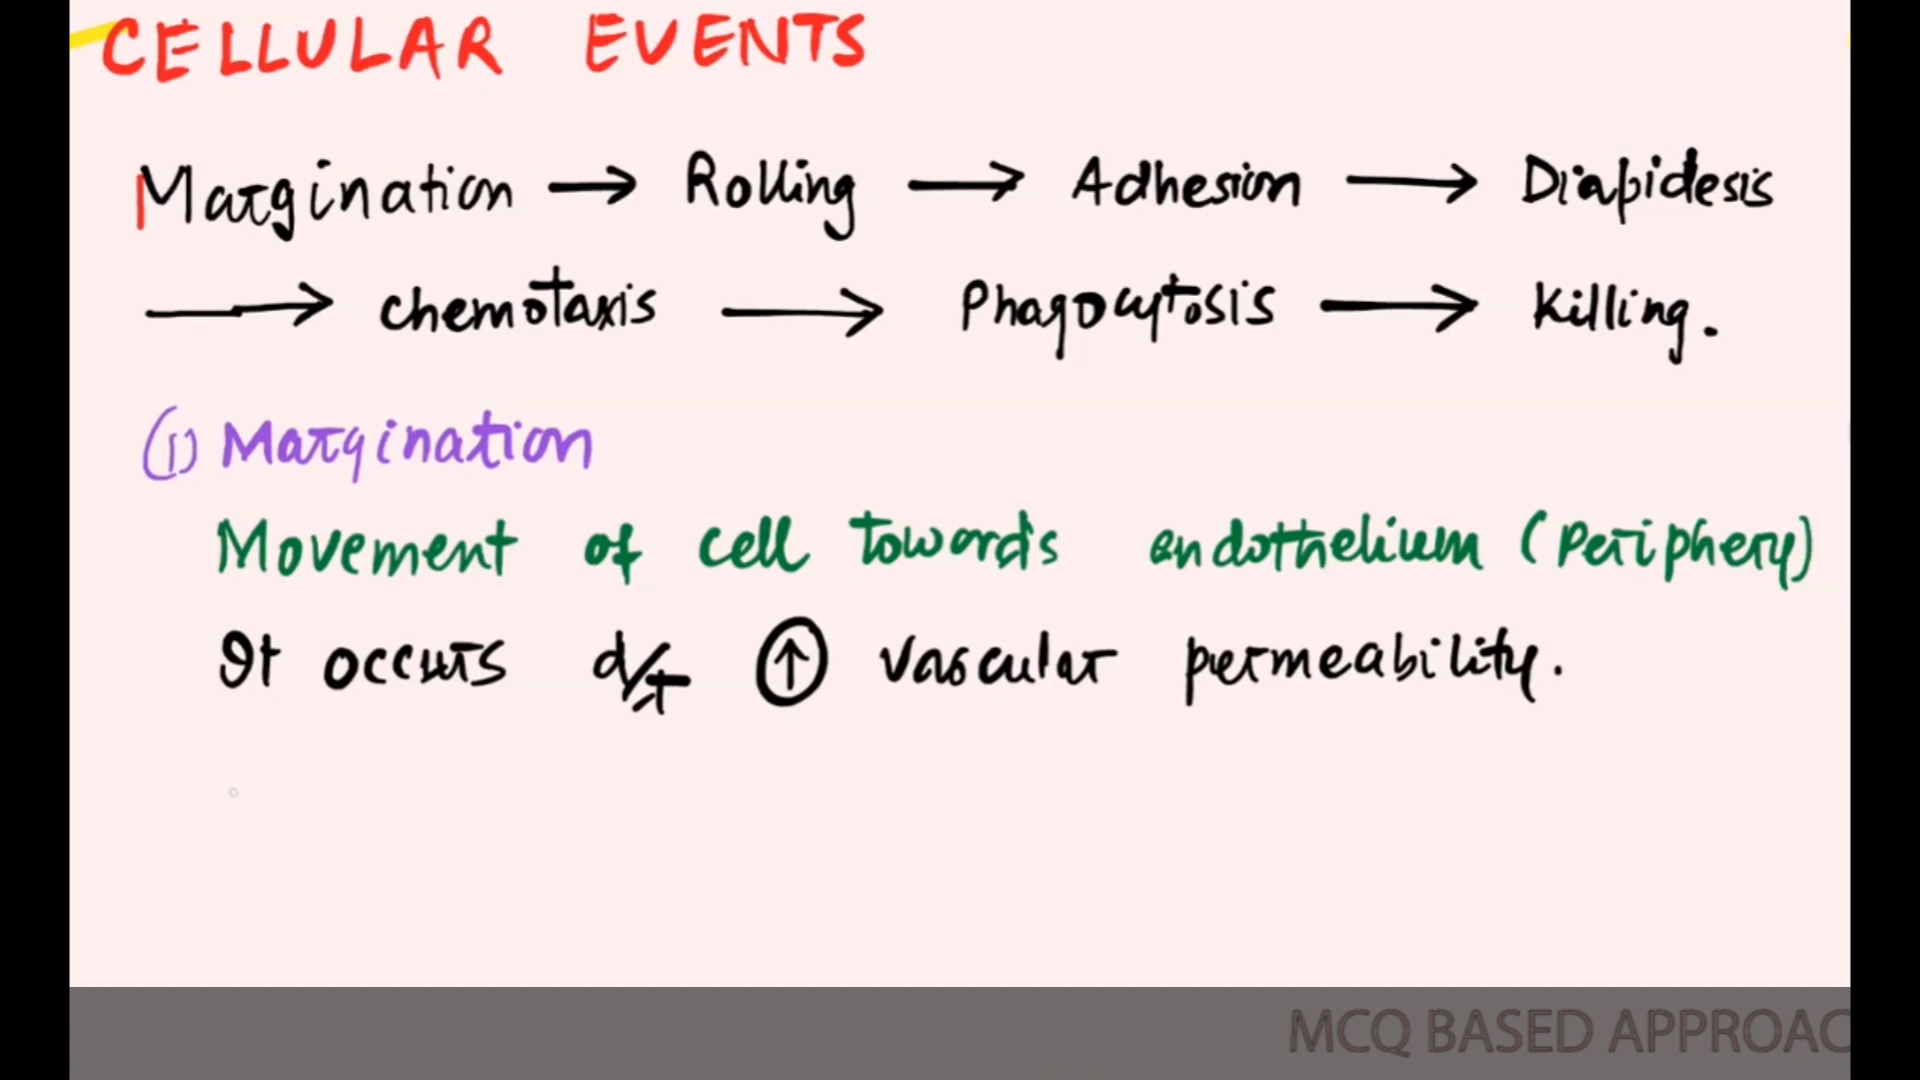 CELLULAR EVENTS
Margination → Rolling → Adhesion → Diapidesis
→ chemotaxis → Phagocytosis → Killing.
(1) Margination
Movement of cell towards endothelium (Periphery)
It occurs d/t ↑ vascular permeability.
MCQ BASED APPROAC